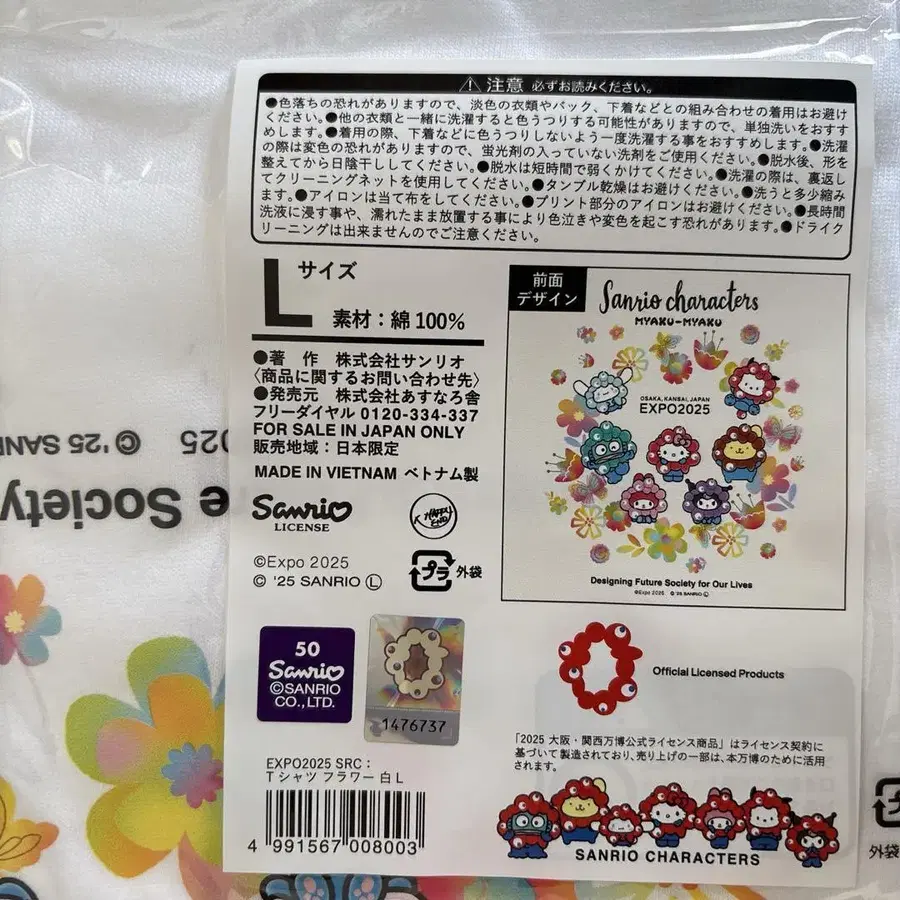 ⚠ 注意 必ずお読みください。
●色落ちの恐れがありますので、淡色の衣類やバック、下着などとの組み合わせの着用はお避け
ください。●他の衣類と一緒に洗濯すると色うつりする可能性がありますので、単独洗いをおすす
めします。●着用の際、下着などに色うつりしないよう一度洗濯する事をおすすめします。●洗濯
の際は変色の恐れがありますので、蛍光剤の入っていない洗剤をご使用ください。●脱水後、形を
整えてから日陰干ししてください。●脱水は短時間で弱くかけてください。●洗濯の際は、裏返し
てクリーニングネットを使用してください。●タンブル乾燥はお避けください。●洗うと多少縮み
ます。●アイロンは当て布をしてください。●プリント部分のアイロンはお避けください。●長時間
洗液に浸す事や、濡れたまま放置する事により色泣きや変色を起こす恐れがあります。●ドライク
リーニングは出来ませんのでご注意ください。
L サイズ
素材：綿100%
●著 作 株式会社サンリオ
〈商品に関するお問い合わせ先〉
●発売元 株式会社あすなろ舎
フリーダイヤル 0120-334-337
FOR SALE IN JAPAN ONLY
販売地域：日本限定
MADE IN VIETNAM ベトナム製
Sanrio
LICENSE
HAPPY
END
©Expo 2025
© '25 SANRIO Ⓛ
プラ 外袋
前面
デザイン
Sanrio characters
MYAKU-MYAKU
OSAKA, KANSAI, JAPAN
EXPO2025
Designing Future Society for Our Lives
©Expo 2025 © '25 SANRIO Ⓛ
50
Sanrio
©SANRIO
CO., LTD.
1476737
Official Licensed Products
「2025 大阪・関西万博公式ライセンス商品」はライセンス契約に
基づいて製造されており、売り上げの一部は、本万博のために活用
されます。
EXPO2025 SRC：
Tシャツ フラワー 白 L
4 991567 008003
SANRIO CHARACTERS
2025 © '25 SANR
re Society
外袋